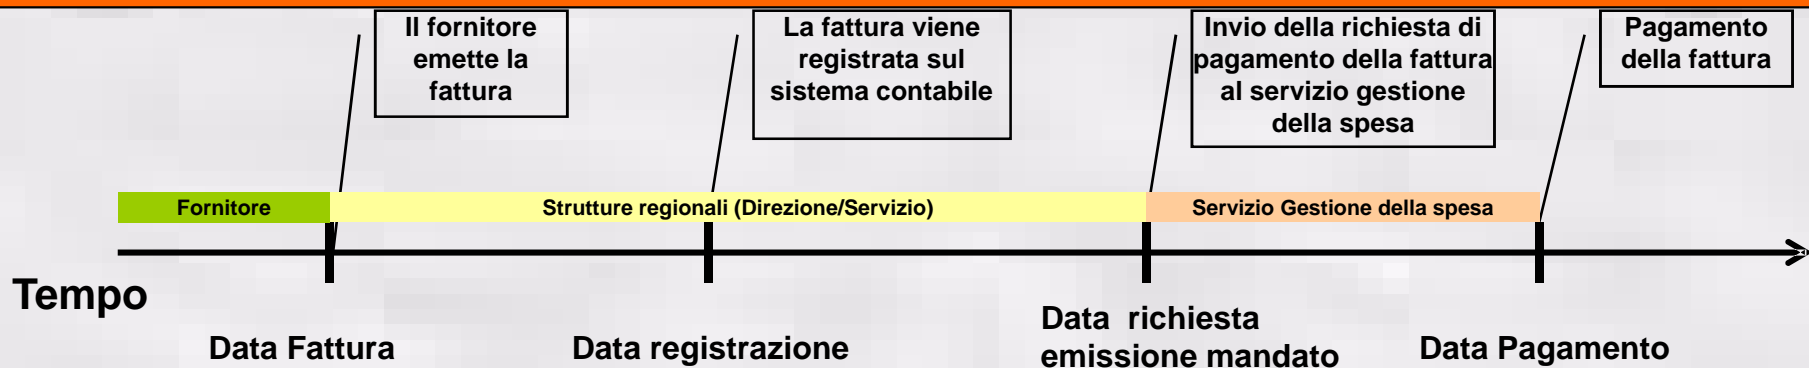 Il fornitore
emette la
fattura
La fattura viene
registrata sul
sistema contabile
Invio della richiesta di
pagamento della fattura
al servizio gestione
della spesa
Pagamento
della fattura
Fornitore
Strutture regionali (Direzione/Servizio)
Servizio Gestione della spesa
Tempo
Data Fattura
Data registrazione
Data richiesta
emissione mandato
Data Pagamento